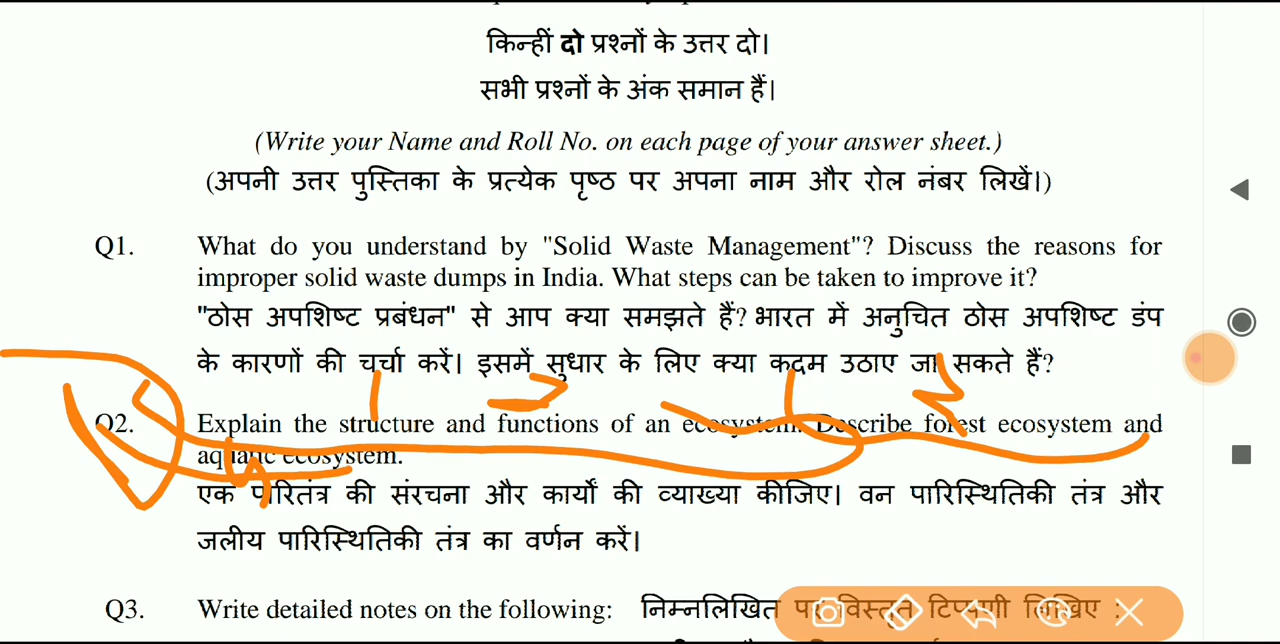 किन्हीं दो प्रश्नों के उत्तर दो।
सभी प्रश्नों के अंक समान हैं।
(Write your Name and Roll No. on each page of your answer sheet.)
(अपनी उत्तर पुस्तिका के प्रत्येक पृष्ठ पर अपना नाम और रोल नंबर लिखें।)
Q1. What do you understand by "Solid Waste Management"? Discuss the reasons for
improper solid waste dumps in India. What steps can be taken to improve it?
"ठोस अपशिष्ट प्रबंधन" से आप क्या समझते हैं? भारत में अनुचित ठोस अपशिष्ट डंप
के कारणों की चर्चा करें। इसमें सुधार के लिए क्या कदम उठाए जा सकते हैं?
Q2. Explain the structure and functions of an ecosystem. Describe forest ecosystem and
aquatic ecosystem.
एक पारितंत्र की संरचना और कार्यों की व्याख्या कीजिए। वन पारिस्थितिकी तंत्र और
जलीय पारिस्थितिकी तंत्र का वर्णन करें।
Q3. Write detailed notes on the following: निम्नलिखित पर विस्तृत टिप्पणी लिखिए :